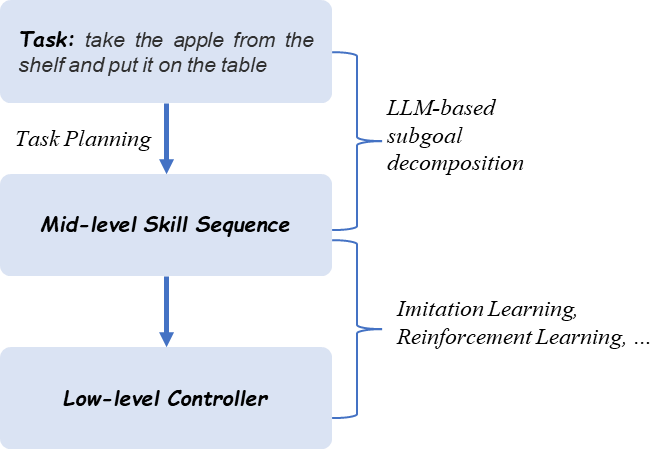 Task: take the apple from the
shelf and put it on the table
Task Planning
LLM-based
subgoal
decomposition
Mid-level Skill Sequence
Imitation Learning,
Reinforcement Learning, ...
Low-level Controller